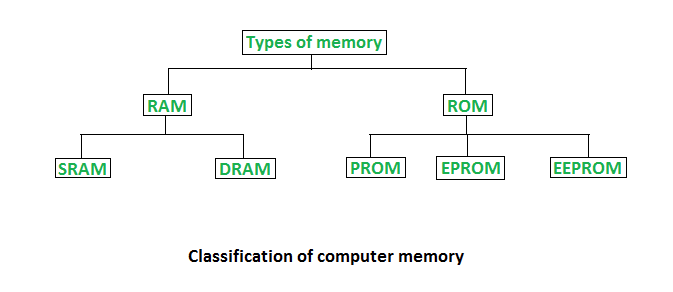 Types of memory
RAM
ROM
SRAM
DRAM
PROM
EPROM
EEPROM
Classification of computer memory